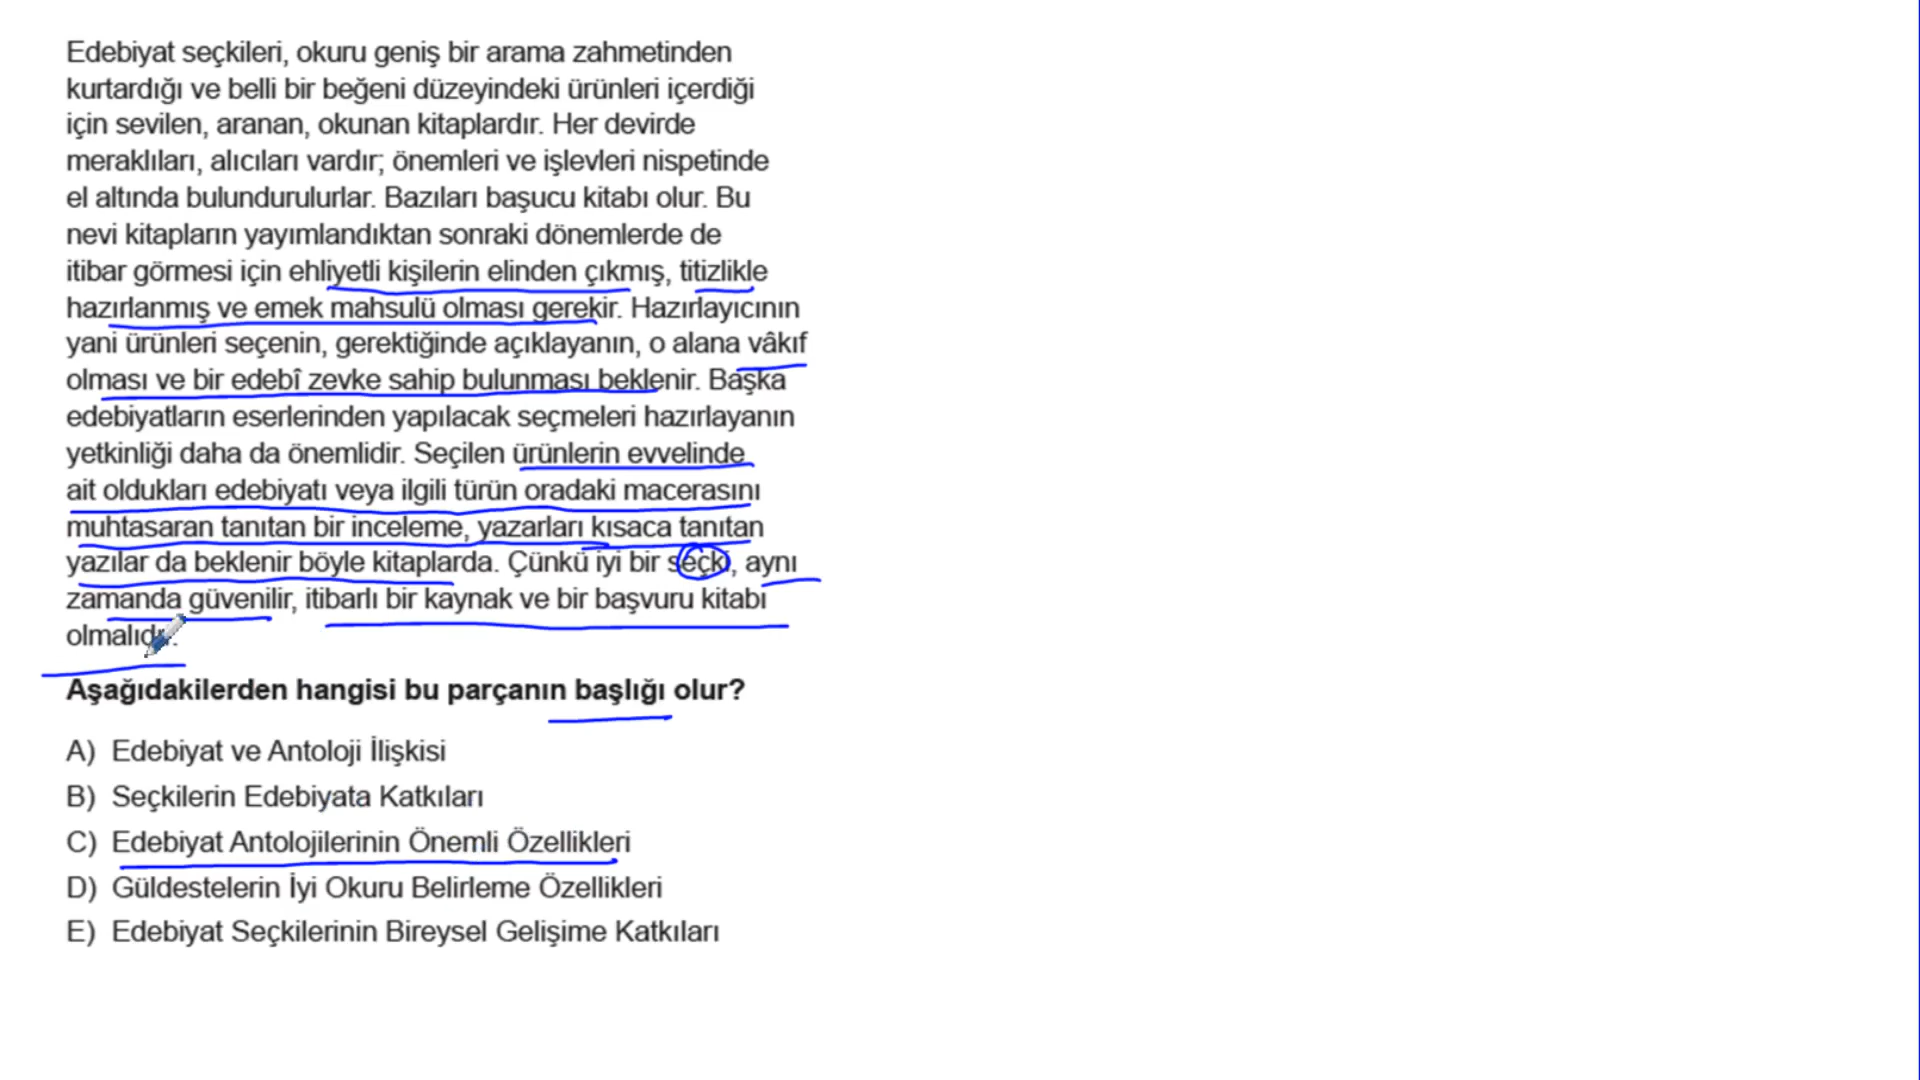 Edebiyat seçkileri, okuru geniş bir arama zahmetinden
kurtardığı ve belli bir beğeni düzeyindeki ürünleri içerdiği
için sevilen, aranan, okunan kitaplardır. Her devirde
meraklıları, alıcıları vardır; önemleri ve işlevleri nispetinde
el altında bulundurulurlar. Bazıları başucu kitabı olur. Bu
nevi kitapların yayımlandıktan sonraki dönemlerde de
itibar görmesi için ehliyetli kişilerin elinden çıkmış, titizlikle
hazırlanmış ve emek mahsulü olması gerekir. Hazırlayıcının
yani ürünleri seçenin, gerektiğinde açıklayanın, o alana vâkıf
olması ve bir edebî zevke sahip bulunması beklenir. Başka
edebiyatların eserlerinden yapılacak seçmeleri hazırlayanın
yetkinliği daha da önemlidir. Seçilen ürünlerin evvelinde
ait oldukları edebiyatı veya ilgili türün oradaki macerasını
muhtasaran tanıtan bir inceleme, yazarları kısaca tanıtan
yazılar da beklenir böyle kitaplarda. Çünkü iyi bir seçki, aynı
zamanda güvenilir, itibarlı bir kaynak ve bir başvuru kitabı
olmalıdır.
Aşağıdakilerden hangisi bu parçanın başlığı olur?
A) Edebiyat ve Antoloji İlişkisi
B) Seçkilerin Edebiyata Katkıları
C) Edebiyat Antolojilerinin Önemli Özellikleri
D) Güldestelerin İyi Okuru Belirleme Özellikleri
E) Edebiyat Seçkilerinin Bireysel Gelişime Katkıları